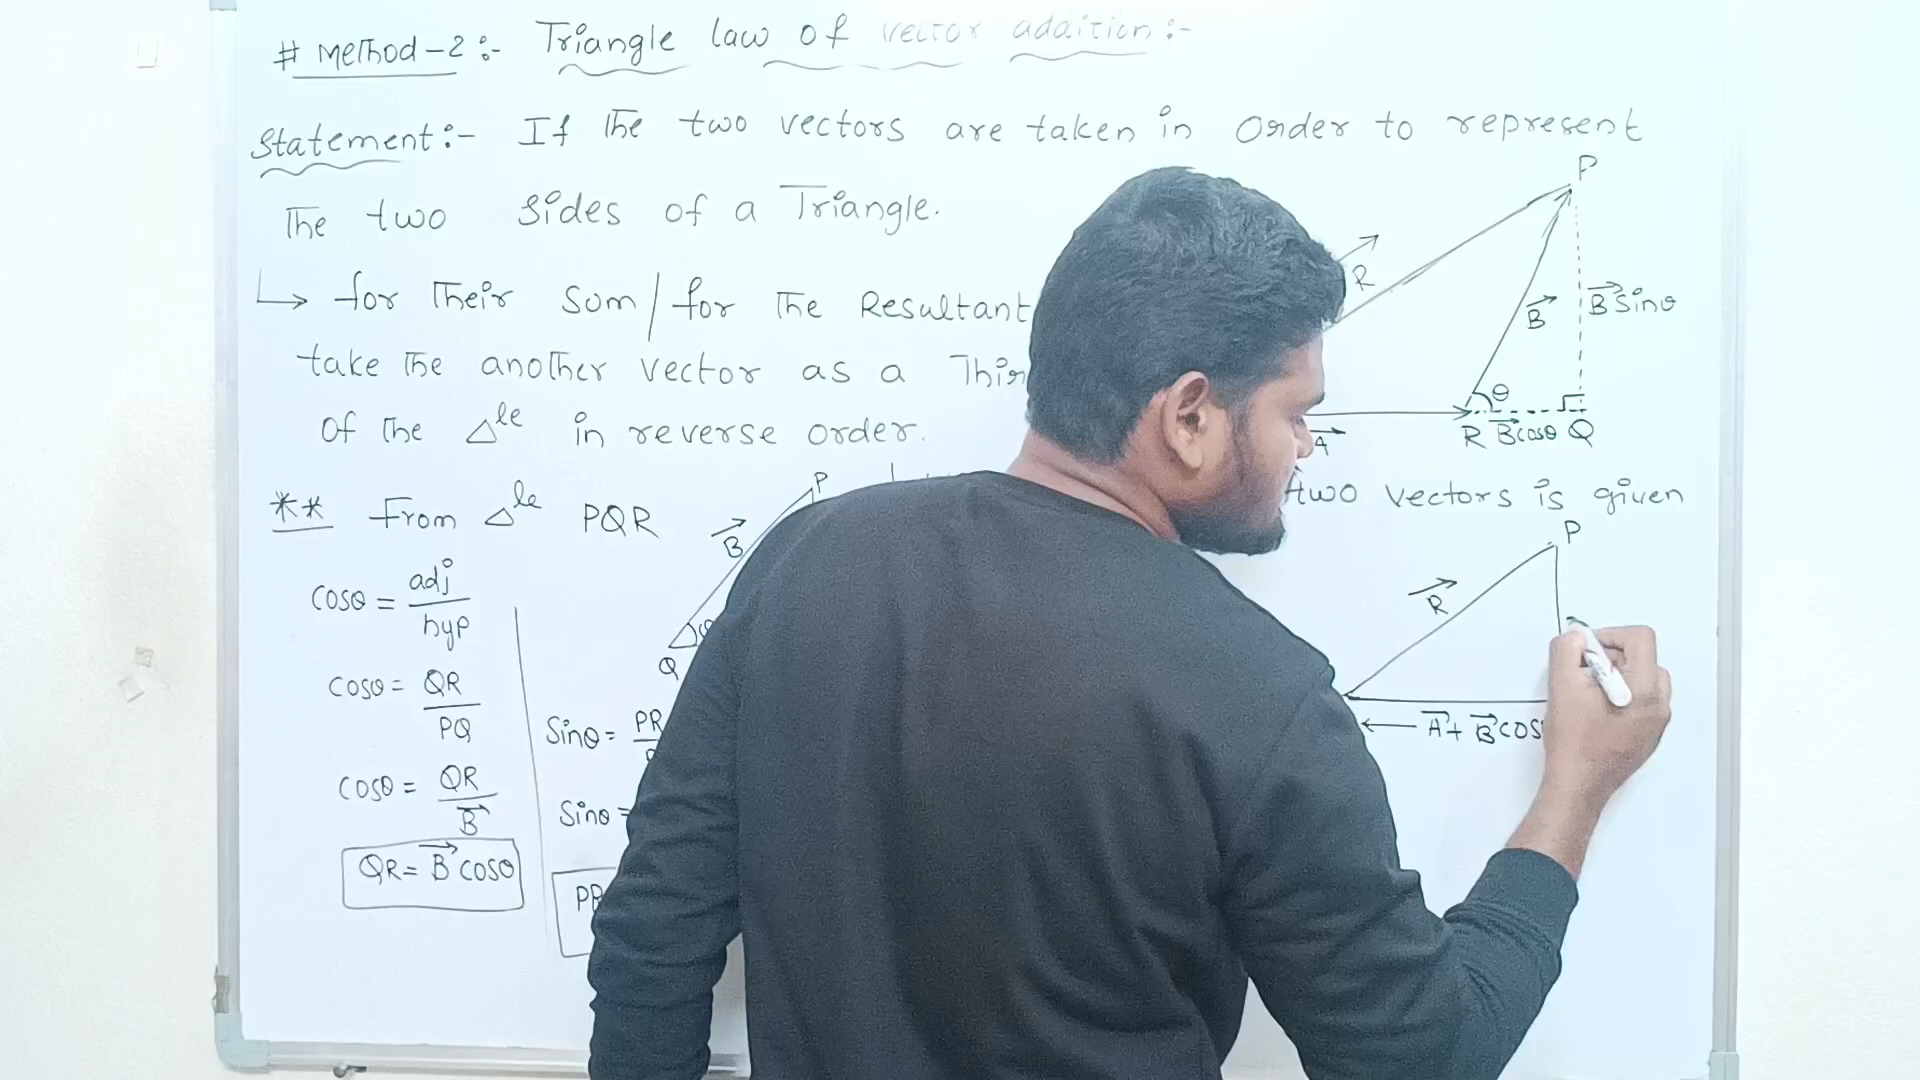 # Method-2:- Triangle law of vector addition:-
Statement:- If the two vectors are taken in order to represent
the two sides of a Triangle.
↳ for their sum / for the Resultant
take the another vector as a
of the △le in reverse order.
** From △le PQR
cosθ = adj/hyp
cosθ = QR/PQ
cosθ = QR/B⃗
QR = B⃗ cosθ
P
B⃗
Q
Sinθ = PR
Sinθ =
P
R⃗
B⃗
B⃗ Sinθ
θ
A⃗
R B⃗cosθ Q
two vectors is given
P
R⃗
← A⃗ + B⃗ cos